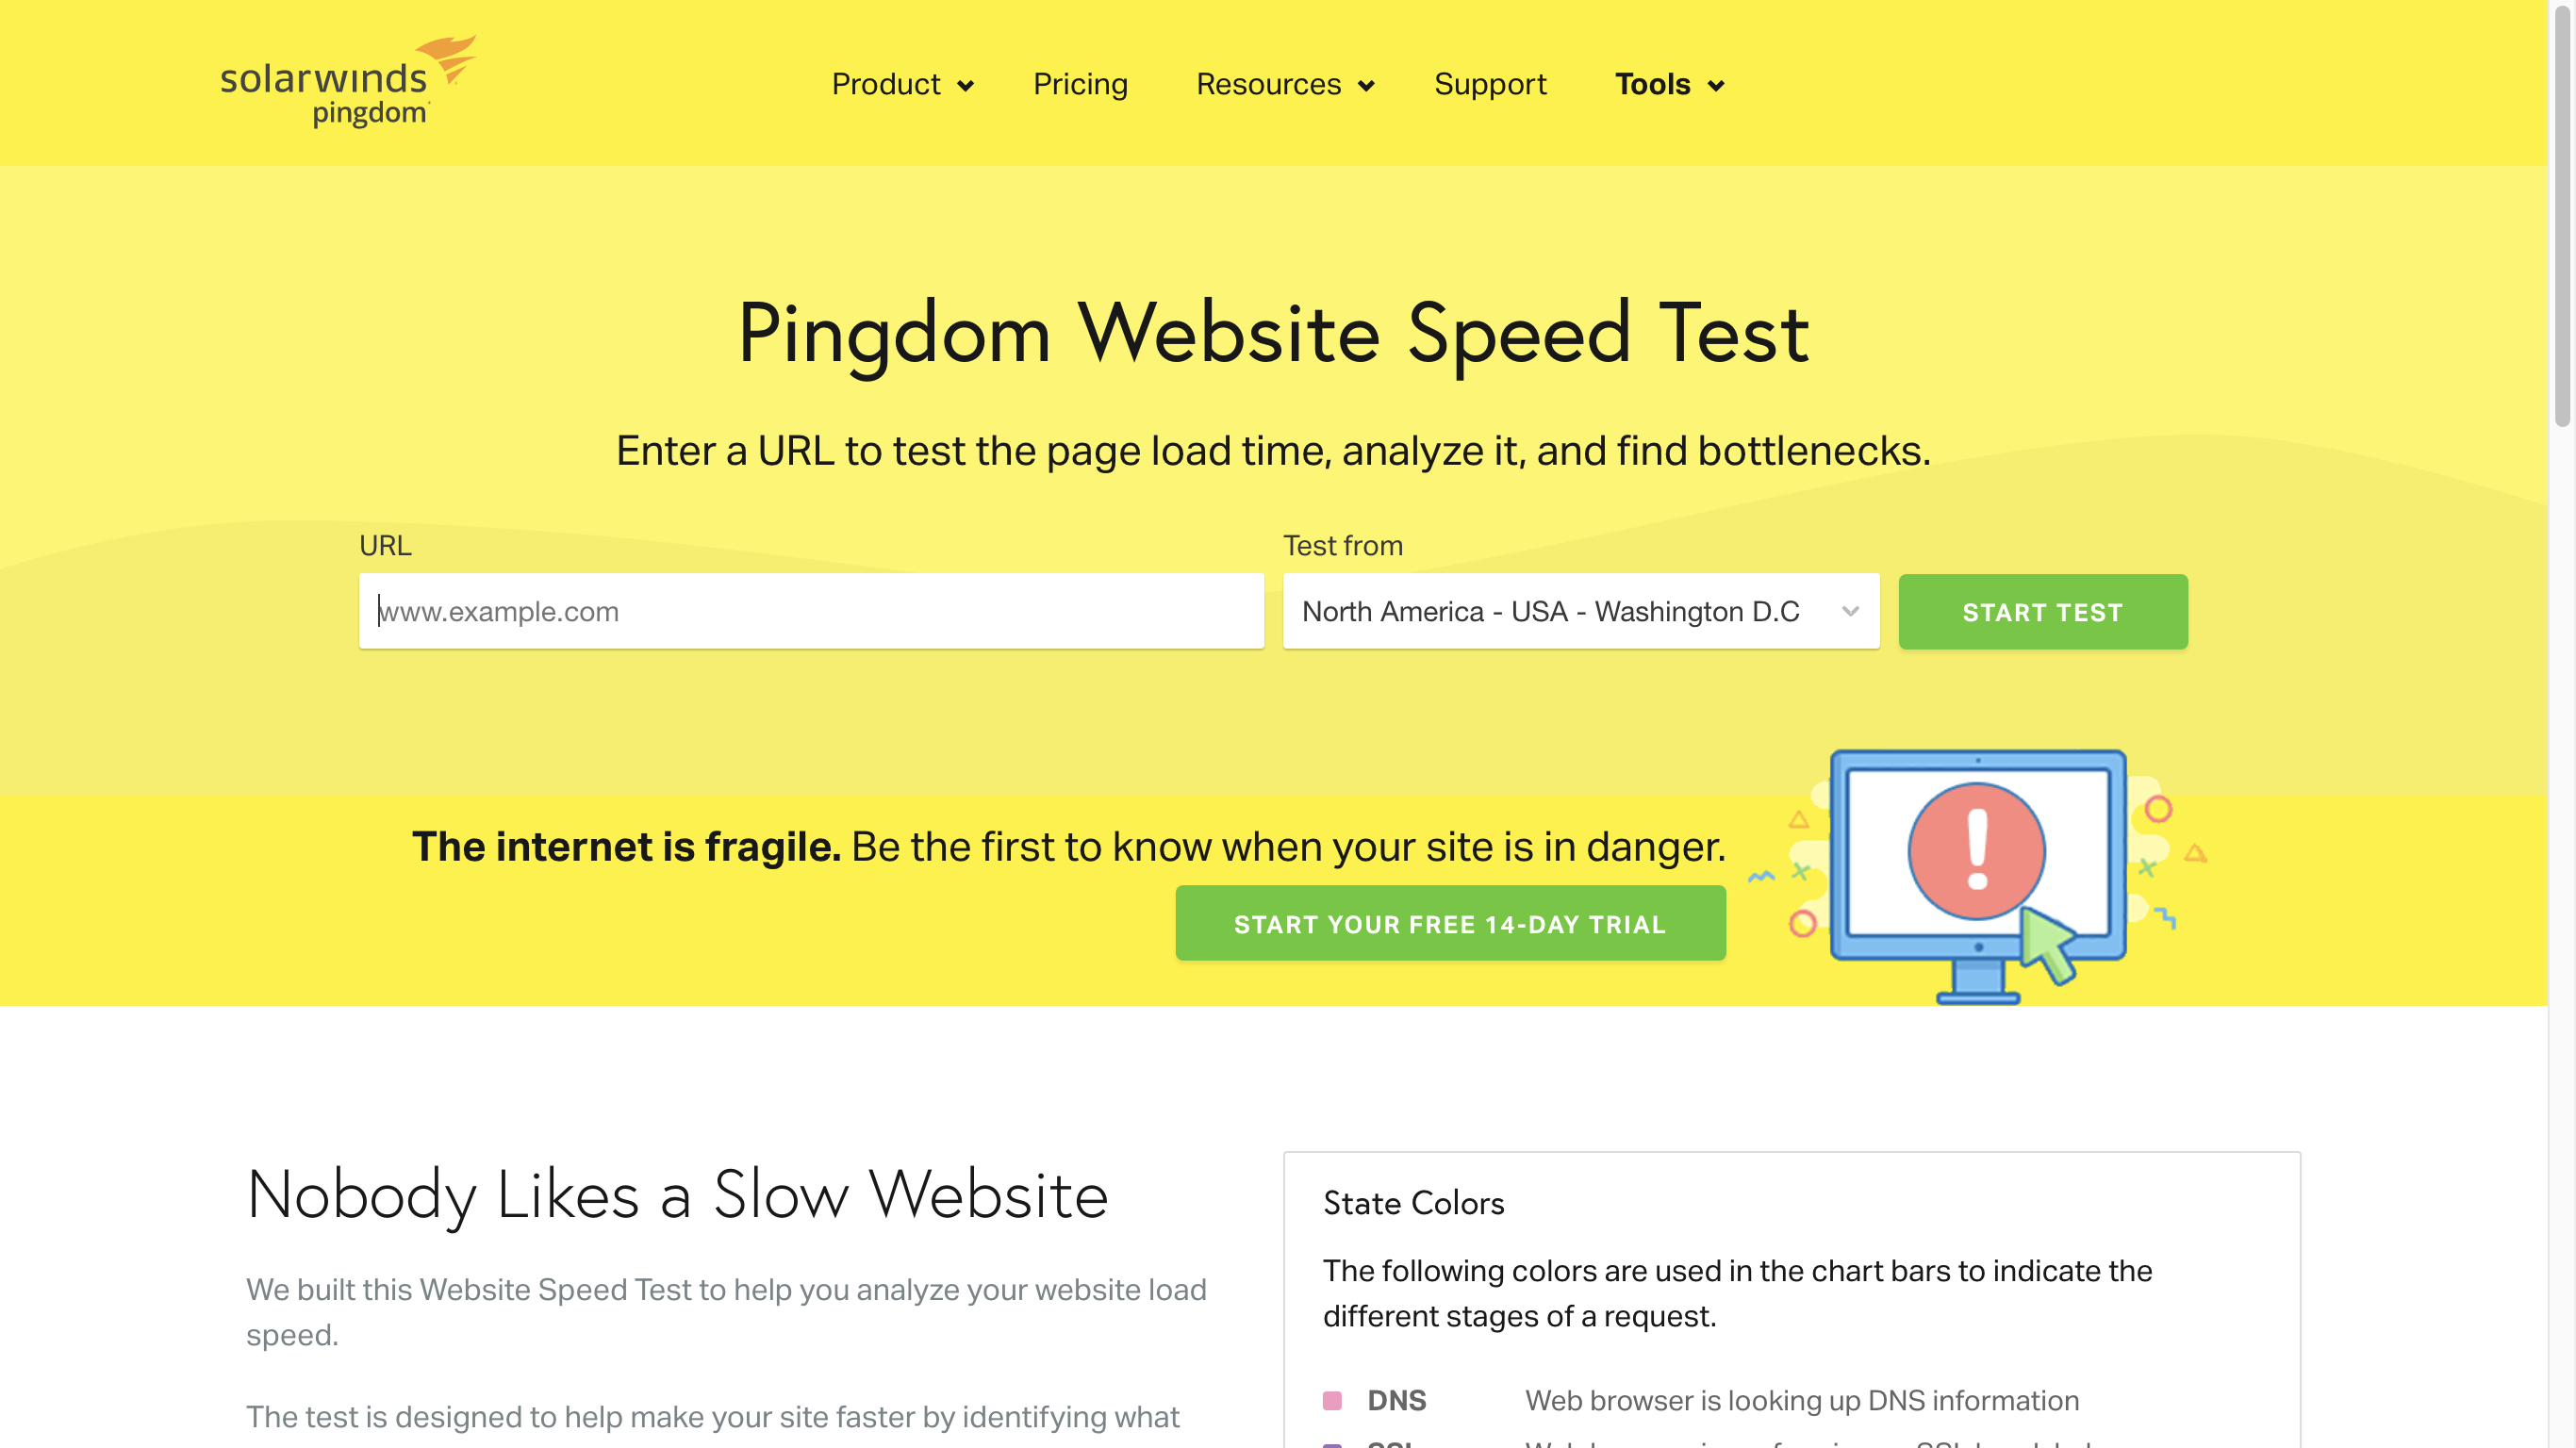 solarwinds
pingdom
Product
Pricing
Resources
Support
Tools
Pingdom Website Speed Test
Enter a URL to test the page load time, analyze it, and find bottlenecks.
URL
Test from
www.example.com
North America - USA - Washington D.C
START TEST
The internet is fragile. Be the first to know when your site is in danger.
START YOUR FREE 14-DAY TRIAL
Nobody Likes a Slow Website
We built this Website Speed Test to help you analyze your website load
speed.
The test is designed to help make your site faster by identifying what
State Colors
The following colors are used in the chart bars to indicate the
different stages of a request.
DNS Web browser is looking up DNS information